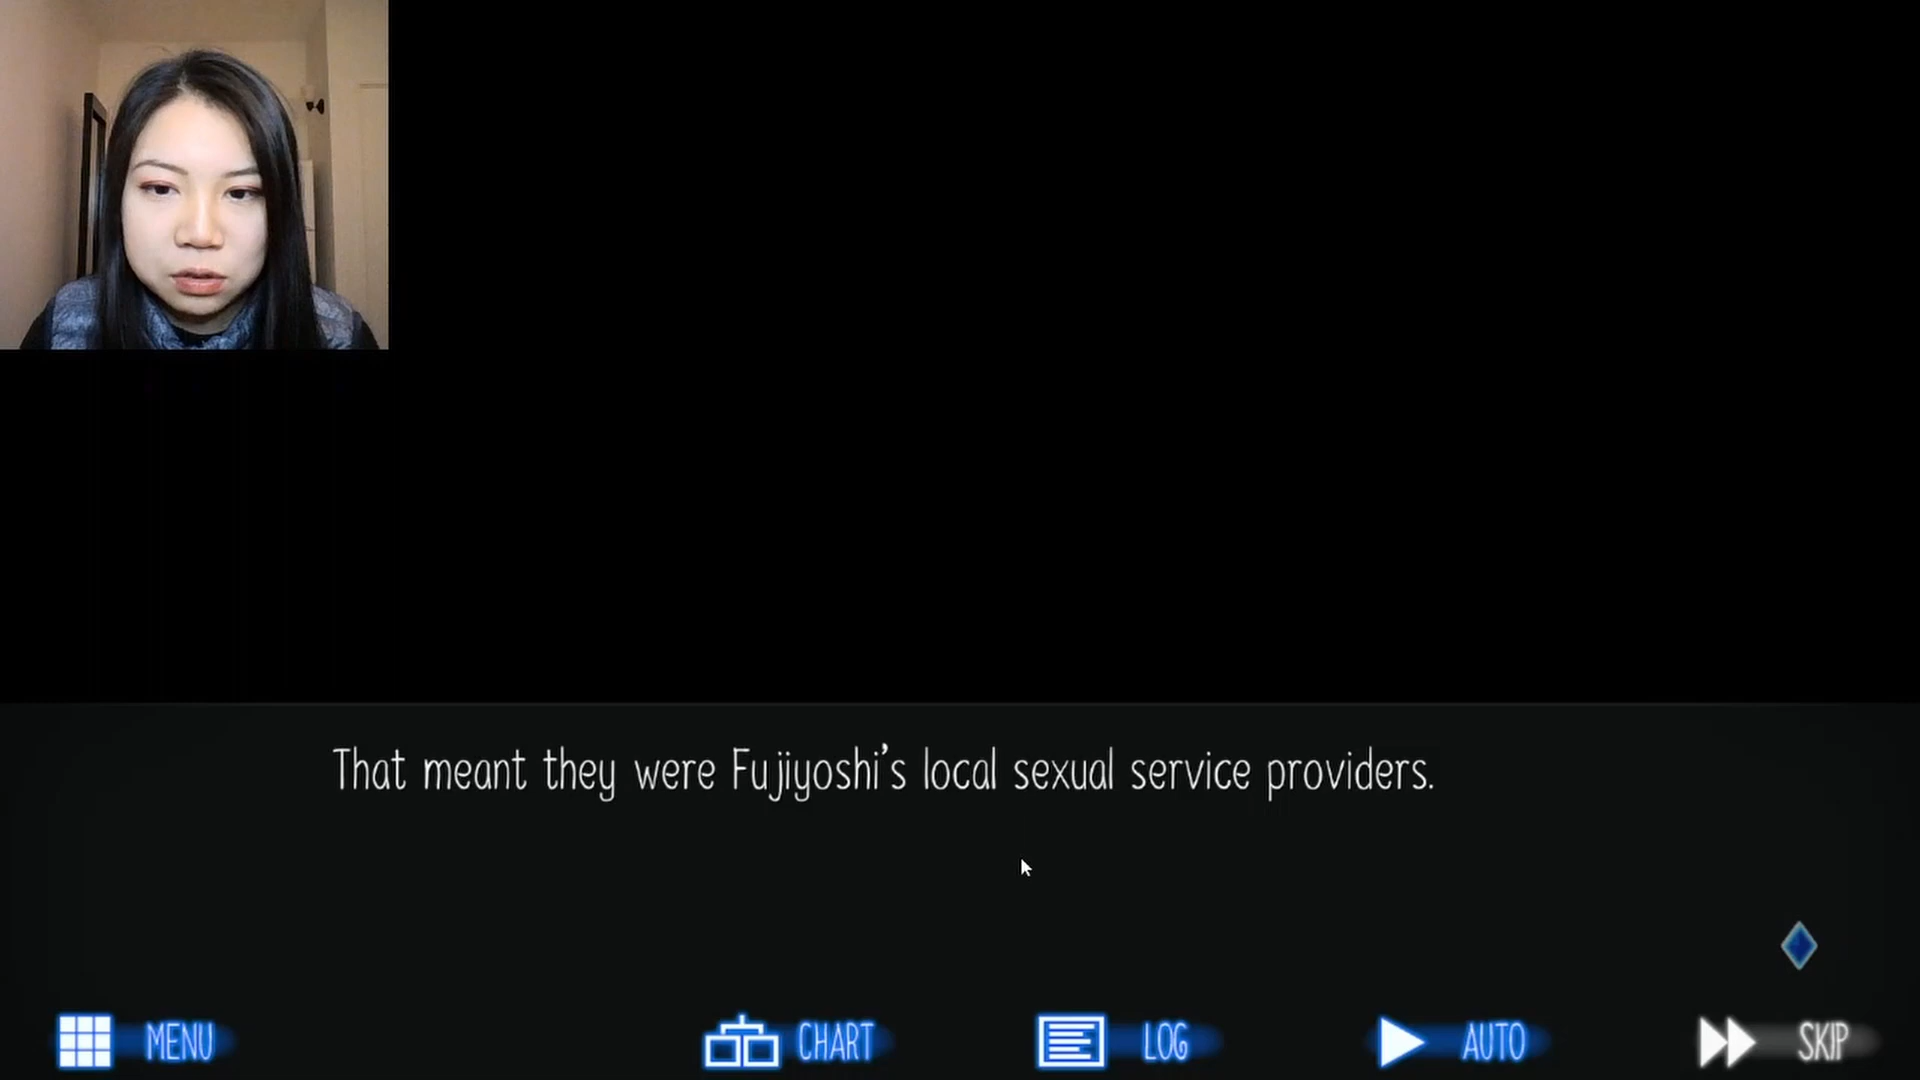 That meant they were Fujiyoshi's local sexual service providers.
MENU
CHART
LOG
AUTO
SKIP